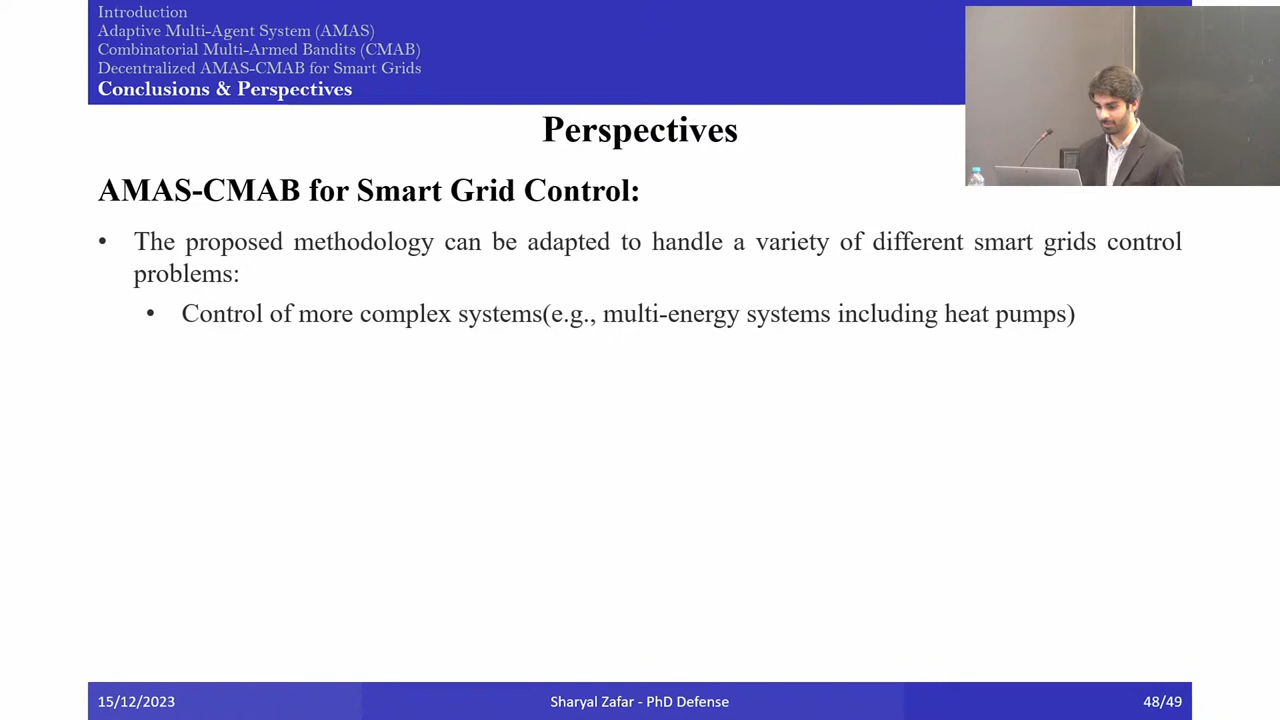 Introduction
Adaptive Multi-Agent System (AMAS)
Combinatorial Multi-Armed Bandits (CMAB)
Decentralized AMAS-CMAB for Smart Grids
Conclusions & Perspectives
Perspectives
AMAS-CMAB for Smart Grid Control:
• The proposed methodology can be adapted to handle a variety of different smart grids control
problems:
• Control of more complex systems(e.g., multi-energy systems including heat pumps)
15/12/2023
Sharyal Zafar - PhD Defense
48/49